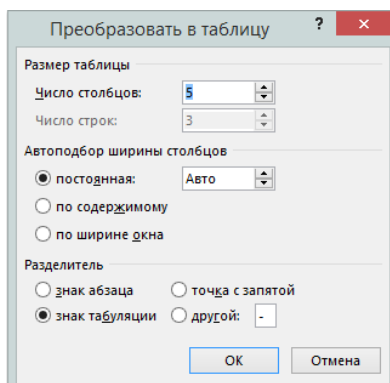 Преобразовать в таблицу ? ×
Размер таблицы
Число столбцов: 5
Число строк: 3
Автоподбор ширины столбцов
постоянная: Авто
по содержимому
по ширине окна
Разделитель
знак абзаца точка с запятой
знак табуляции другой: -
ОК Отмена